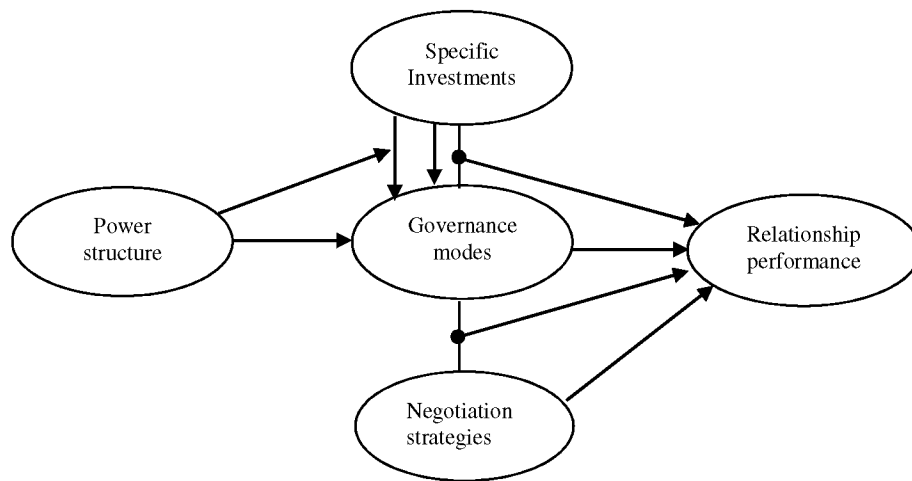 Specific
Investments
Power
structure
Governance
modes
Relationship
performance
Negotiation
strategies